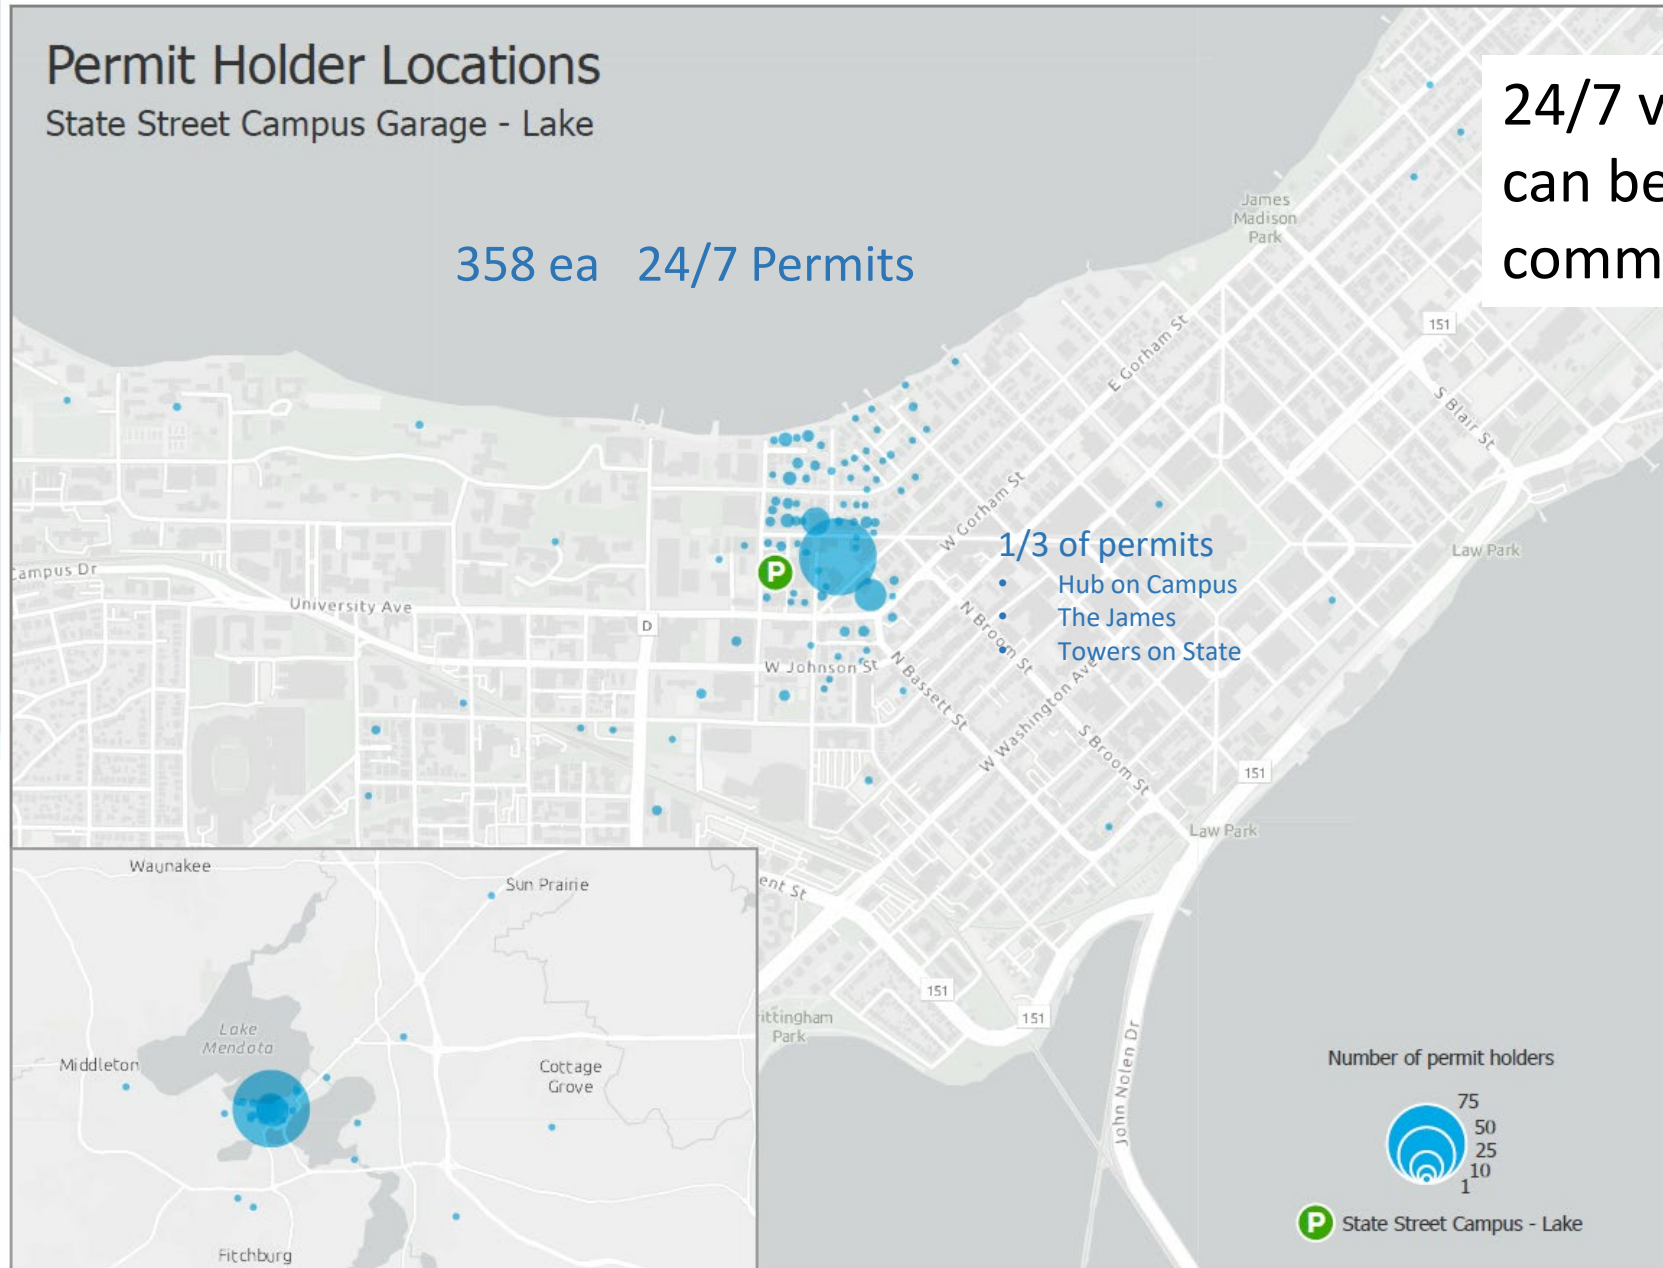 Permit Holder Locations
State Street Campus Garage - Lake
24/7
can be
358 ea   24/7 Permits
James
Madison
Park
151
E Gorham St
S Blair St
W Gorham St
1/3 of permits
• Hub on Campus
• The James
• Towers on State
Law Park
Campus Dr
University Ave
D
W Johnson St
N Bassett St
N Broom St
W Washington Ave
S Broom St
151
Law Park
Waunakee
Sun Prairie
Lake
Mendota
Middleton
Cottage
Grove
Fitchburg
ent St
151
151
rittingham
Park
John Nolen Dr
Number of permit holders
75
50
25
10
1
P
P State Street Campus - Lake